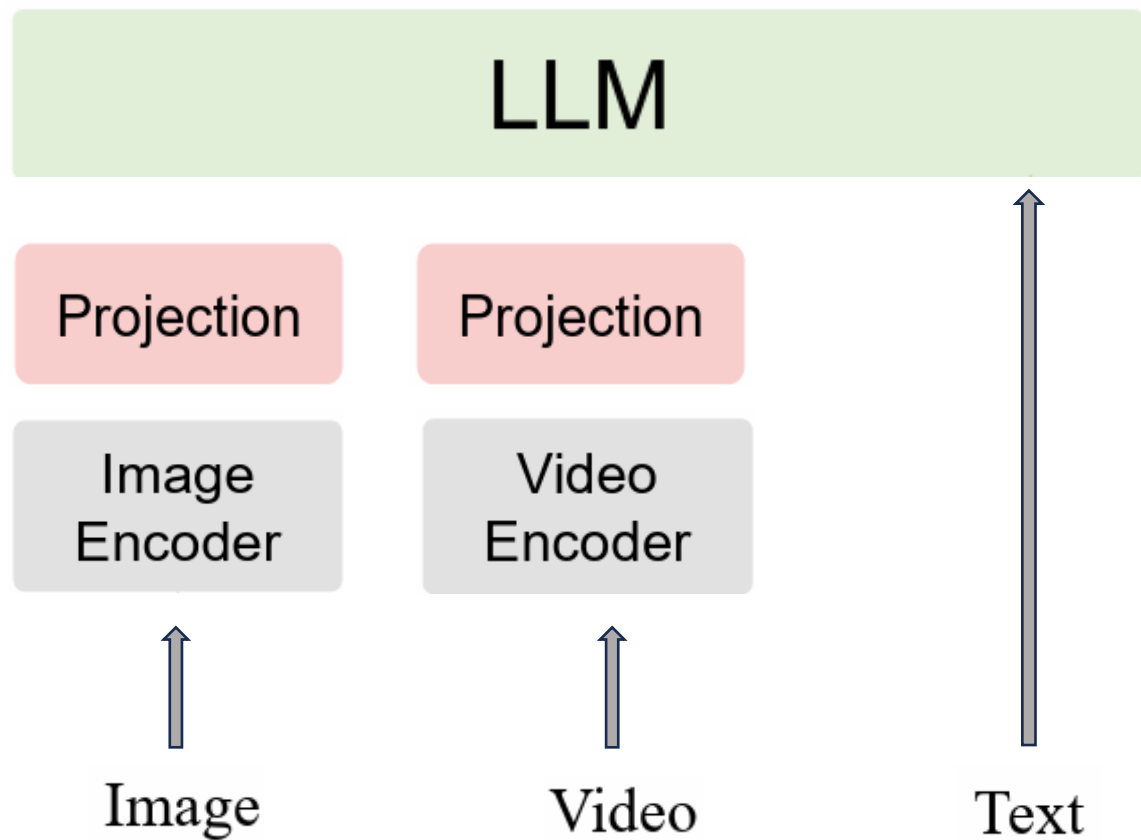 LLM
Projection
Projection
Image
Encoder
Video
Encoder
Image
Video
Text